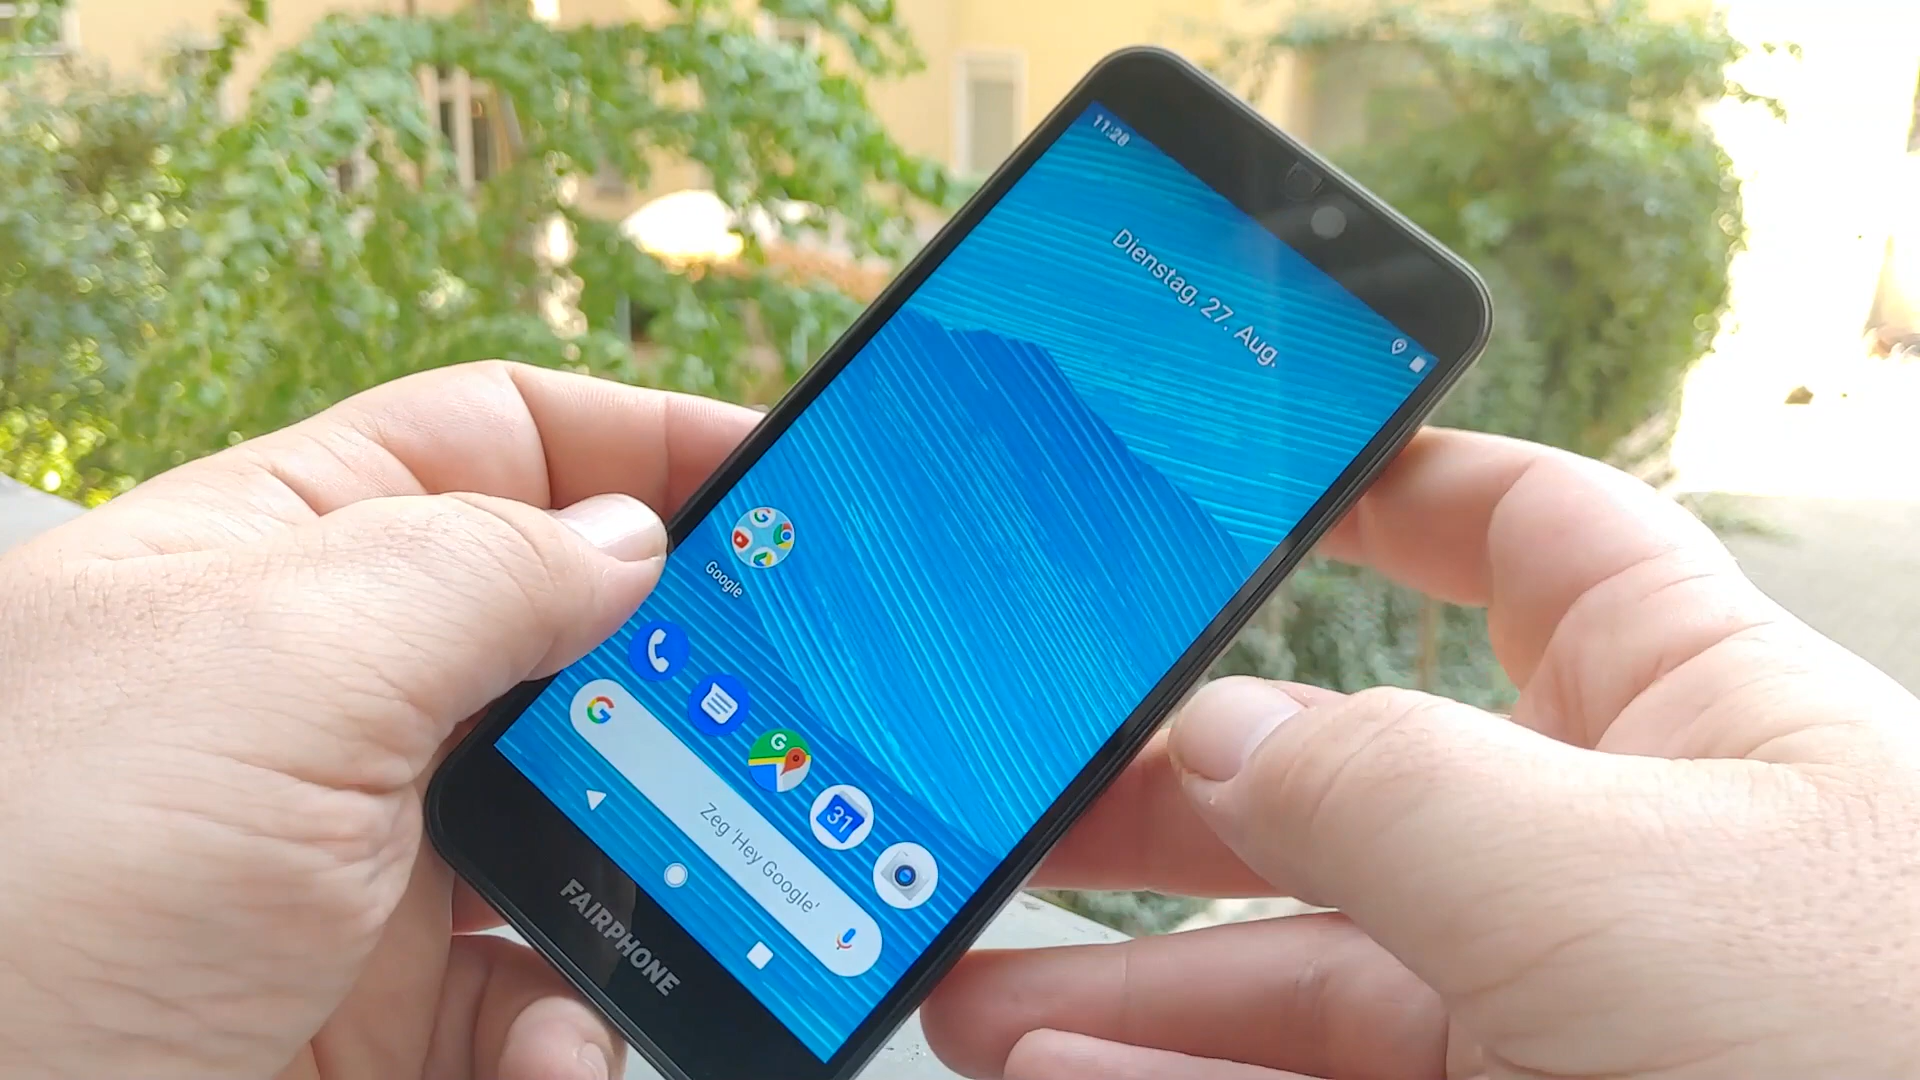 11:28
Dienstag, 27. Aug.
Google
31
Zeg 'Hey Google'
FAIRPHONE